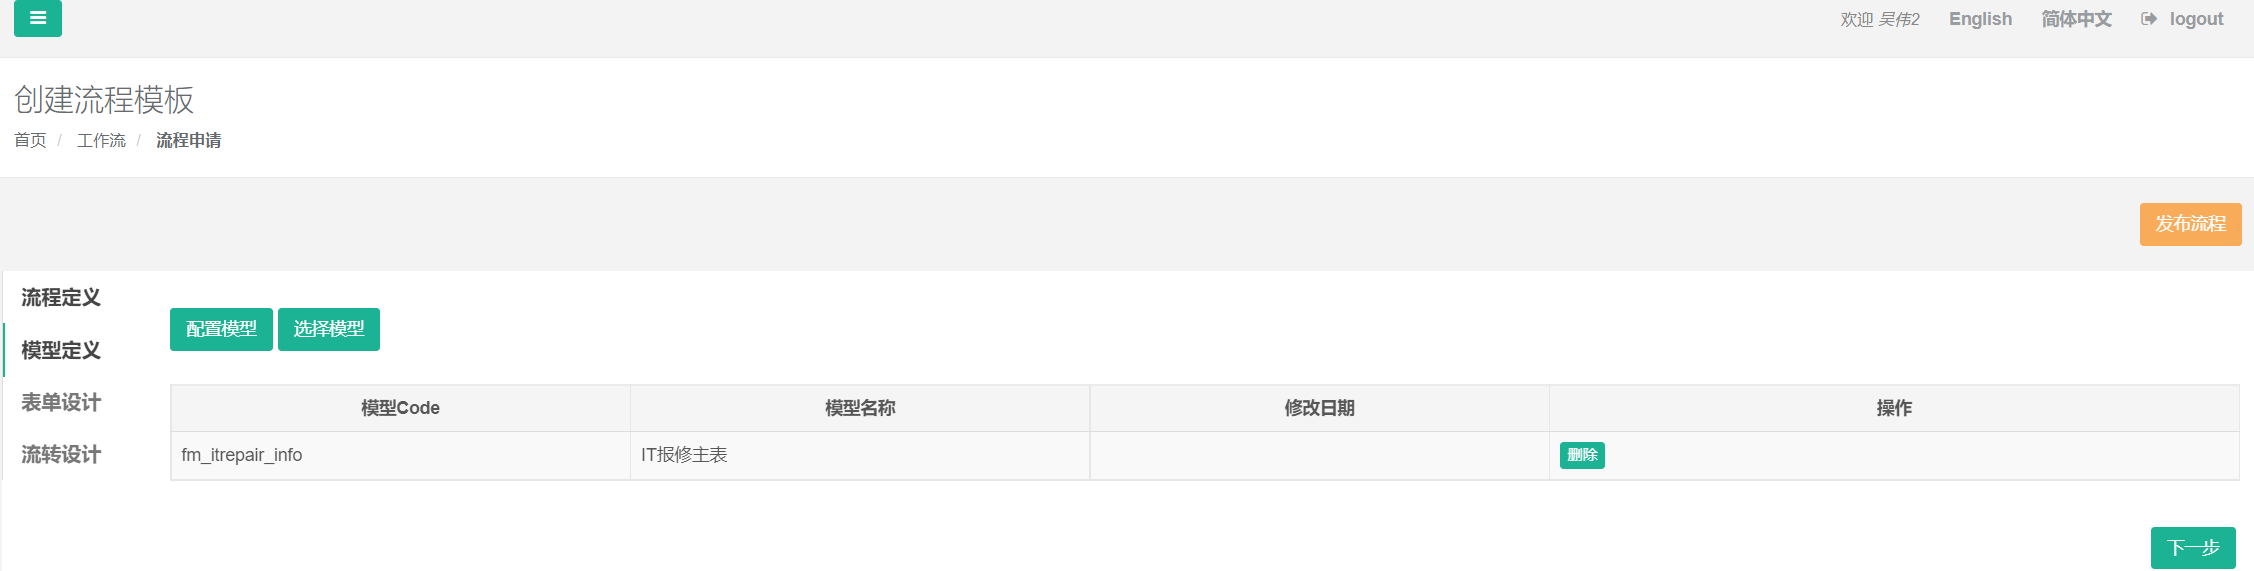 欢迎 吴伟2 English 简体中文 logout
创建流程模板
首页 / 工作流 / 流程申请
发布流程
流程定义
模型定义
表单设计
流转设计
配置模型 选择模型
模型Code 模型名称 修改日期 操作
fm_itrepair_info IT报修主表 删除
下一步